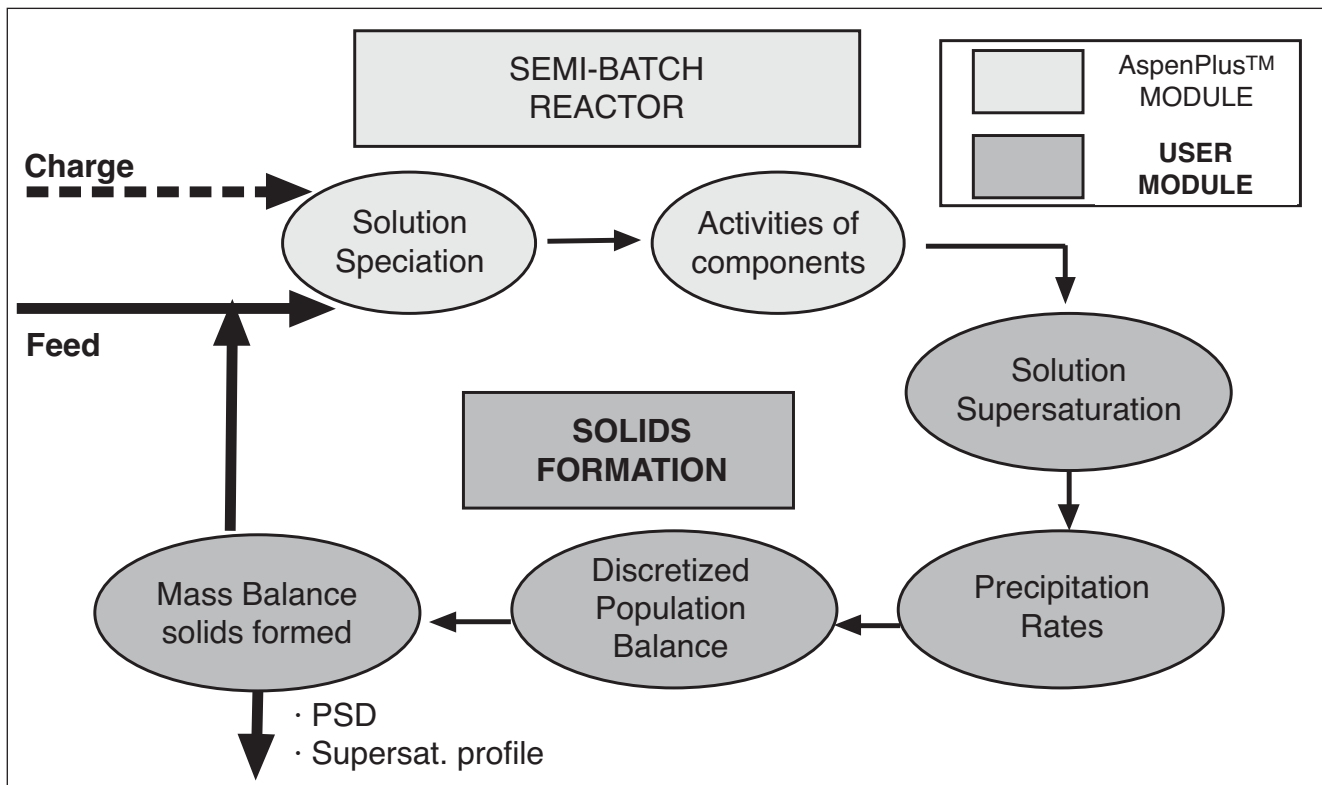 SEMI-BATCH
REACTOR
AspenPlus™
MODULE
USER
MODULE
Charge
Solution
Speciation
Activities of
components
Feed
Solution
Supersaturation
SOLIDS
FORMATION
Mass Balance
solids formed
Discretized
Population
Balance
Precipitation
Rates
· PSD
· Supersat. profile